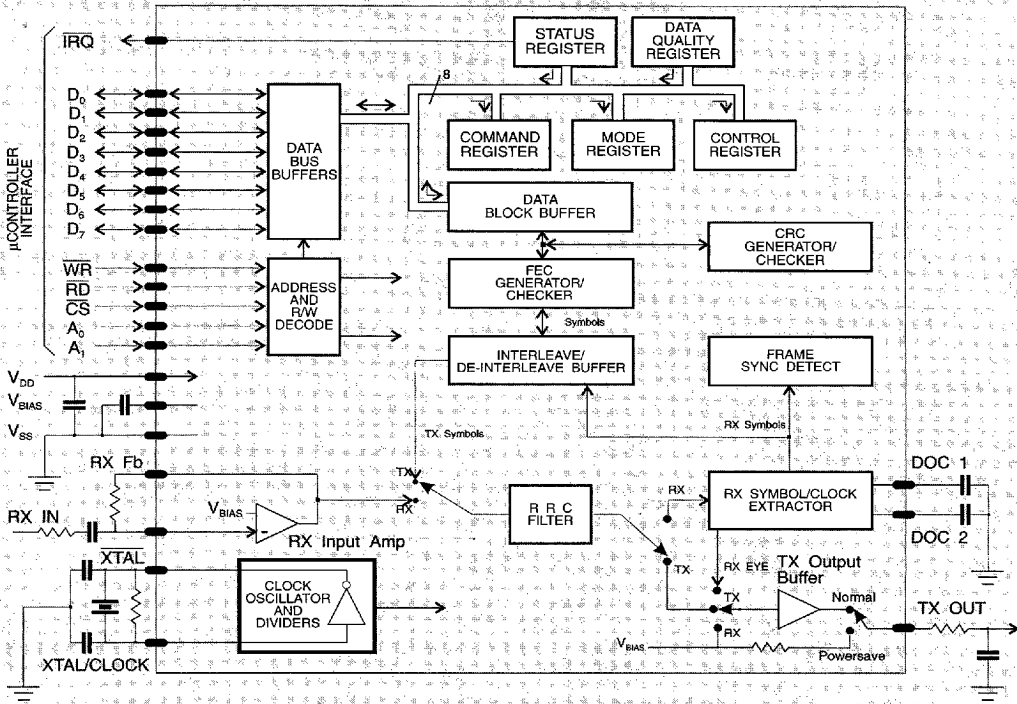 IRQ
STATUS
REGISTER
DATA
QUALITY
REGISTER
8
D0
D1
D2
D3
D4
D5
D6
D7
µCONTROLLER
INTERFACE
DATA
BUS
BUFFERS
COMMAND
REGISTER
MODE
REGISTER
CONTROL
REGISTER
DATA
BLOCK BUFFER
CRC
GENERATOR/
CHECKER
WR
RD
CS
A0
A1
ADDRESS
AND
R/W
DECODE
FEC
GENERATOR/
CHECKER
Symbols
INTERLEAVE/
DE-INTERLEAVE BUFFER
FRAME
SYNC DETECT
VDD
VBIAS
VSS
TX Symbols
RX Symbols
RX Fb
RX IN
VBIAS
RX Input Amp
TX
RX
R R C
FILTER
RX
TX
RX SYMBOL/CLOCK
EXTRACTOR
DOC 1
DOC 2
XTAL
XTAL/CLOCK
CLOCK
OSCILLATOR
AND
DIVIDERS
RX EYE
TX
RX
TX Output
Buffer
Normal
Powersave
VBIAS
TX OUT